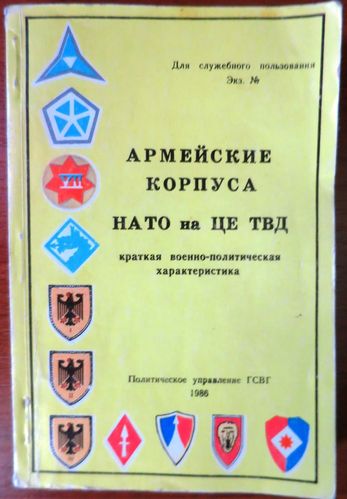 Для служебного пользования
Экз. №
АРМЕЙСКИЕ
КОРПУСА
НАТО на ЦЕ ТВД
краткая военно-политическая
характеристика
VII
I
II
Политическое управление ГСВГ
1986